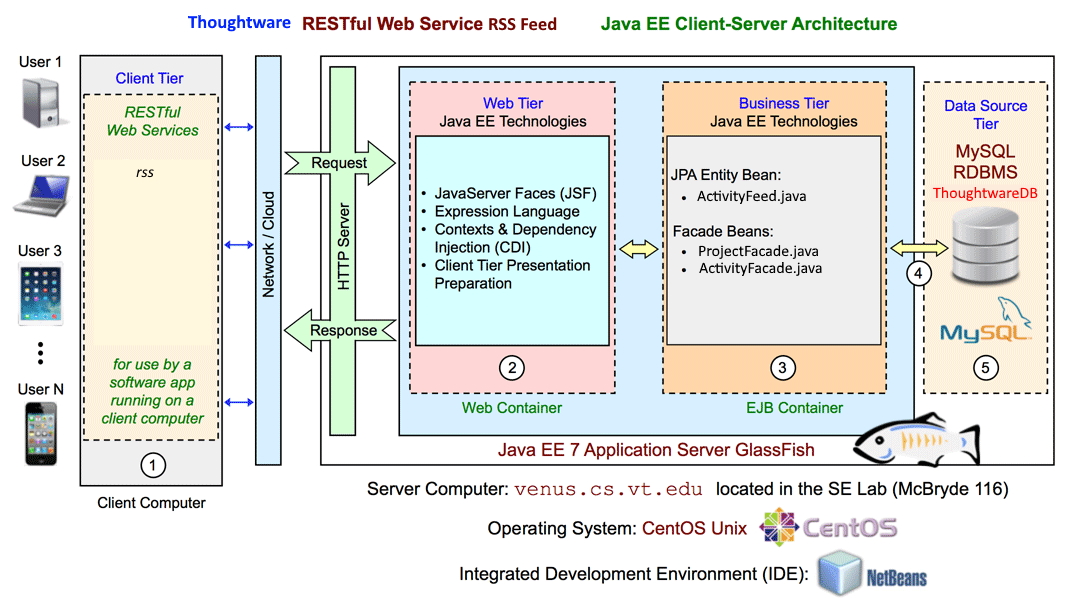 Thoughtware RESTful Web Service RSS Feed
Java EE Client-Server Architecture
User 1
User 2
User 3
User N
Client Tier
RESTful
Web Services
rss
for use by a
software app
running on a
client computer
1
Client Computer
Network / Cloud
HTTP Server
Request
Response
Web Tier
Java EE Technologies
• JavaServer Faces (JSF)
• Expression Language
• Contexts & Dependency
Injection (CDI)
• Client Tier Presentation
Preparation
2
Web Container
Business Tier
Java EE Technologies
JPA Entity Bean:
• ActivityFeed.java
Facade Beans:
• ProjectFacade.java
• ActivityFacade.java
3
EJB Container
4
Data Source
Tier
MySQL
RDBMS
ThoughtwareDB
MySQL
5
Java EE 7 Application Server GlassFish
Server Computer: venus.cs.vt.edu located in the SE Lab (McBryde 116)
Operating System: CentOS Unix CentOS
Integrated Development Environment (IDE): NetBeans